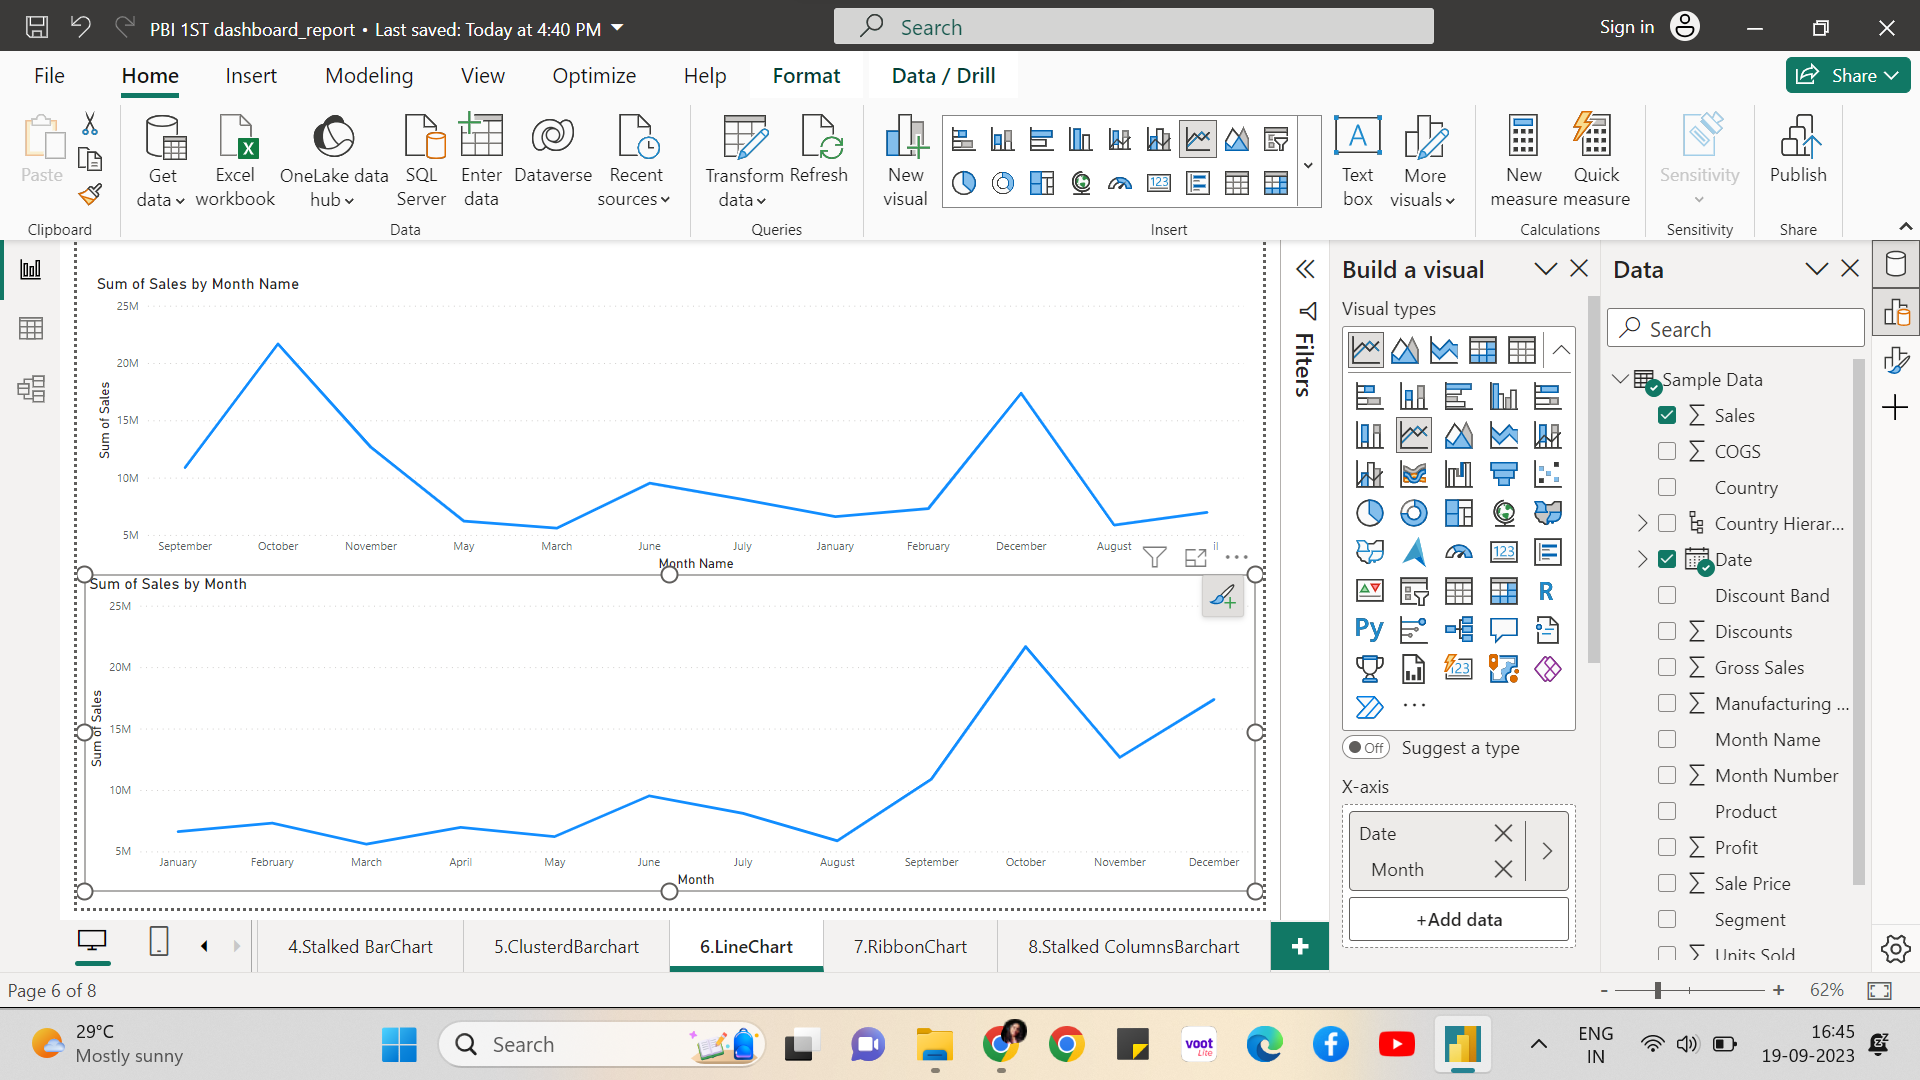 PBI 1ST dashboard_report • Last saved: Today at 4:40 PM
Search
Sign in
File
Home
Insert
Modeling
View
Optimize
Help
Format
Data / Drill
Share
Paste
Get data
Excel workbook
OneLake data hub
SQL Server
Enter data
Dataverse
Recent sources
Transform data
Refresh
New visual
Text box
More visuals
New measure
Quick measure
Sensitivity
Publish
Clipboard
Data
Queries
Insert
Calculations
Sensitivity
Share
Sum of Sales by Month Name
25M
20M
15M
10M
5M
Sum of Sales
September
October
November
May
March
June
July
January
February
December
August
il
Month Name
Sum of Sales by Month
25M
20M
15M
10M
5M
Sum of Sales
January
February
March
April
May
June
July
August
September
October
November
December
Month
Filters
Build a visual
Visual types
123
R
Py
123
Off
Suggest a type
X-axis
Date
Month
+Add data
Data
Search
Sample Data
Sales
COGS
Country
Country Hierar...
Date
Discount Band
Discounts
Gross Sales
Manufacturing ...
Month Name
Month Number
Product
Profit
Sale Price
Segment
Units Sold
4.Stalked BarChart
5.ClusterdBarchart
6.LineChart
7.RibbonChart
8.Stalked ColumnsBarchart
Page 6 of 8
62%
29°C
Mostly sunny
Search
voot
Lite
ENG
IN
16:45
19-09-2023